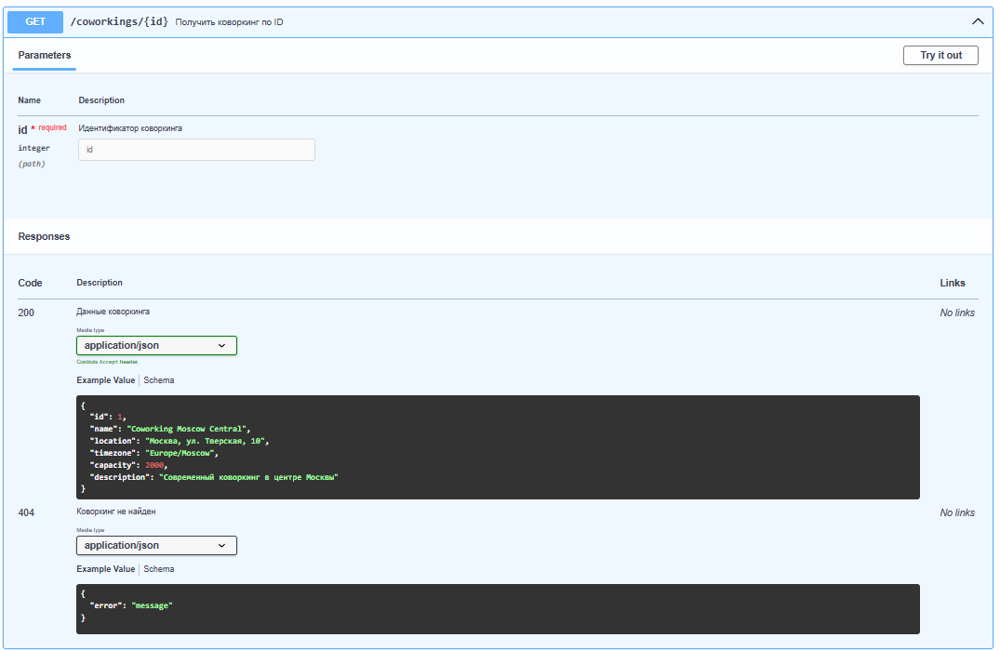 GET /coworkings/{id} Получить коворкинг по ID
Parameters Try it out
Name Description
id * required Идентификатор коворкинга
integer id
(path)
Responses
Code Description Links
200 Данные коворкинга No links
Media type
application/json
Controls Accept header.
Example Value Schema
{
"id": 1,
"name": "Coworking Moscow Central",
"location": "Москва, ул. Тверская, 10",
"timezone": "Europe/Moscow",
"capacity": 2000,
"description": "Современный коворкинг в центре Москвы"
}
404 Коворкинг не найден No links
Media type
application/json
Example Value Schema
{
"error": "message"
}